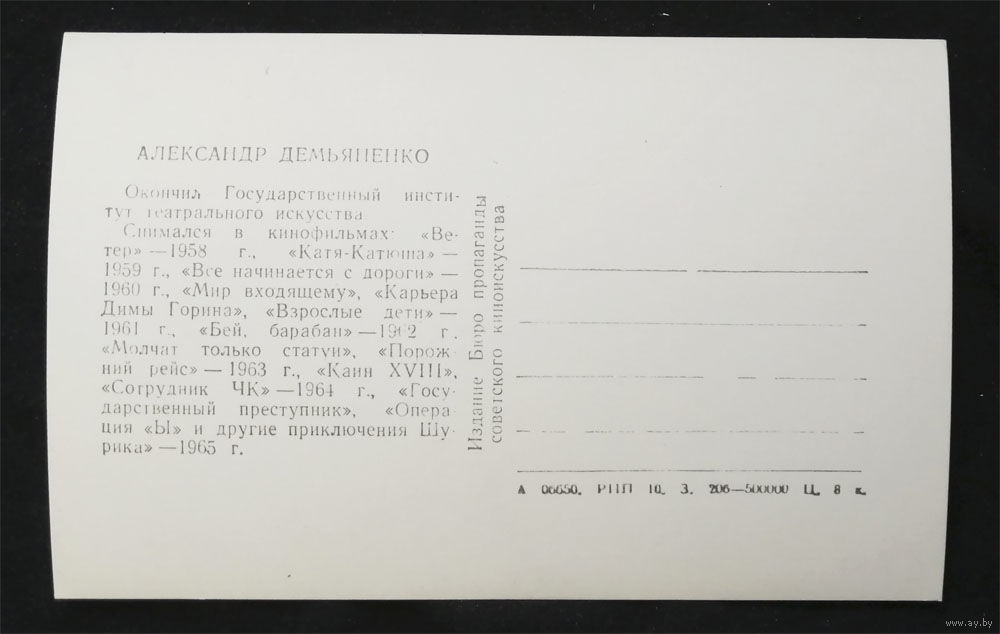 АЛЕКСАНДР ДЕМЬЯНЕНКО
Окончил Государственный инсти-
тут театрального искусства
Снимался в кинофильмах: «Ве-
тер» — 1958 г., «Катя-Катюша» —
1959 г., «Все начинается с дороги» —
1960 г., «Мир входящему», «Карьера
Димы Горина», «Взрослые дети» —
1961 г., «Бей, барабан» — 1962 г.
«Молчат только статуи», «Порож-
ний рейс» — 1963 г., «Каин XVIII»,
«Сотрудник ЧК» — 1964 г., «Госу-
дарственный преступник», «Опера-
ция «Ы» и другие приключения Шу-
рика» — 1965 г.
Издание Бюро пропаганды
советского киноискусства
А 06650. РПП 10. З. 206—500000 Ц. 8 к.
www.ay.by